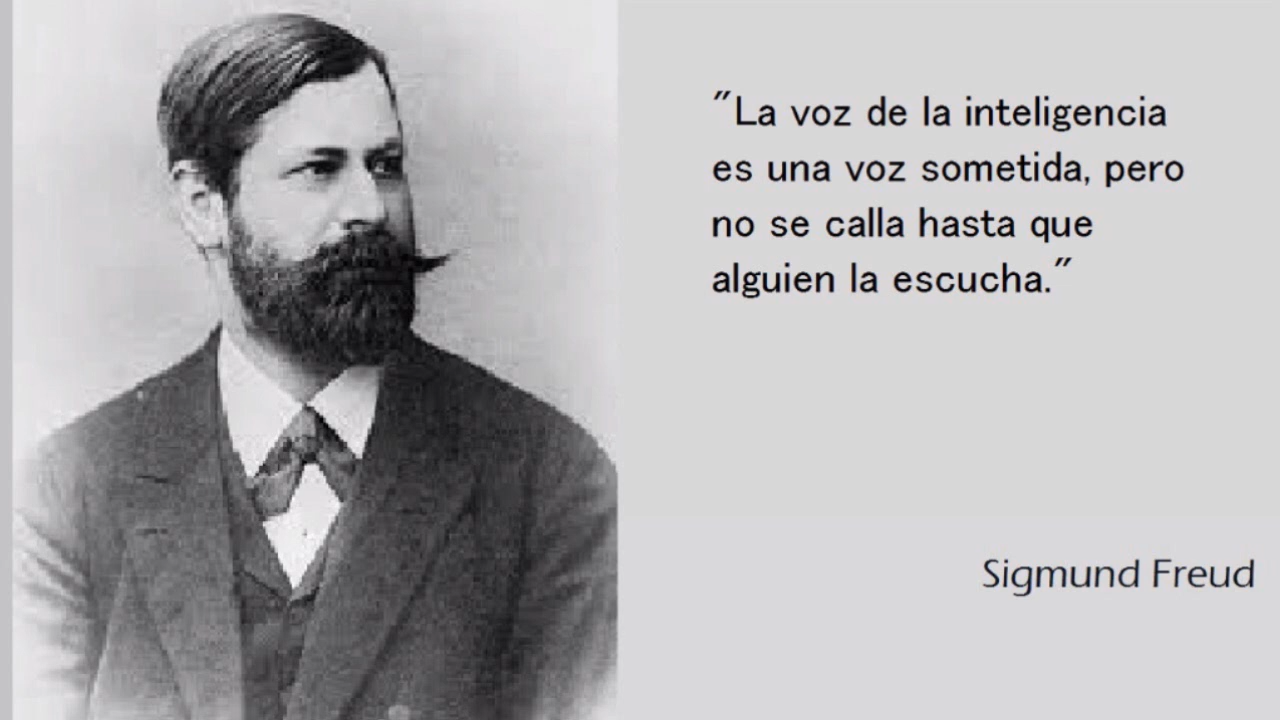 "La voz de la inteligencia
es una voz sometida, pero
no se calla hasta que
alguien la escucha."
Sigmund Freud